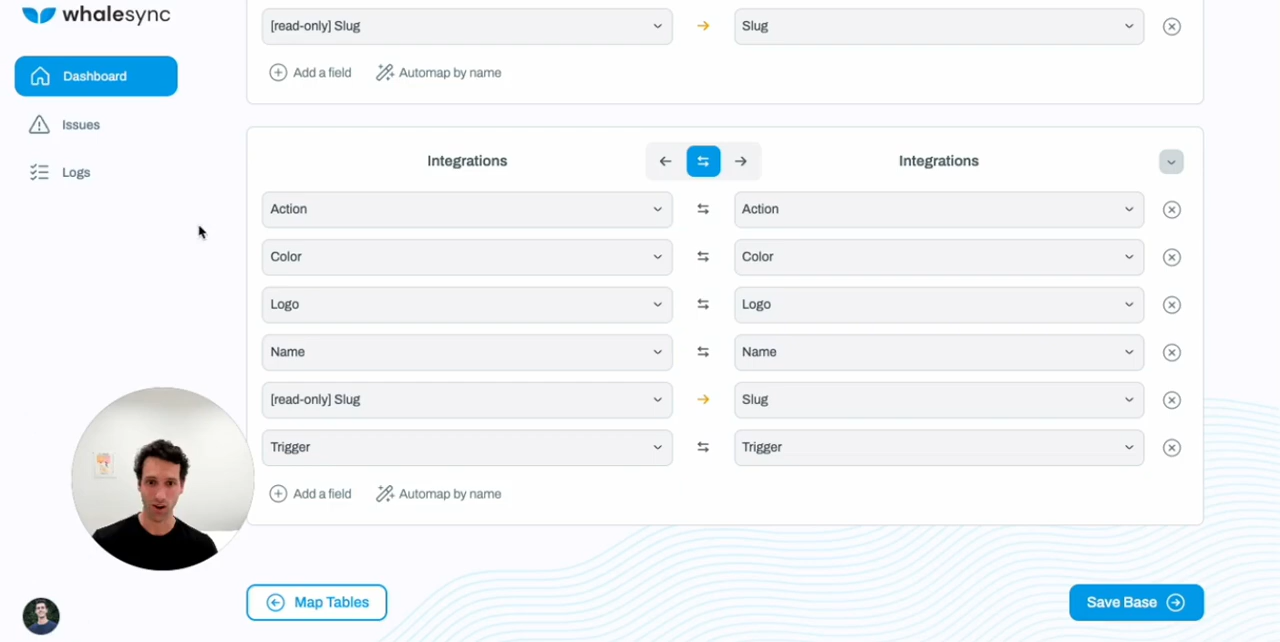 whalesync
[read-only] Slug
Slug
Add a field
Automap by name
Dashboard
Issues
Logs
Integrations
Integrations
Action
Action
Color
Color
Logo
Logo
Name
Name
[read-only] Slug
Slug
Trigger
Trigger
Add a field
Automap by name
Map Tables
Save Base